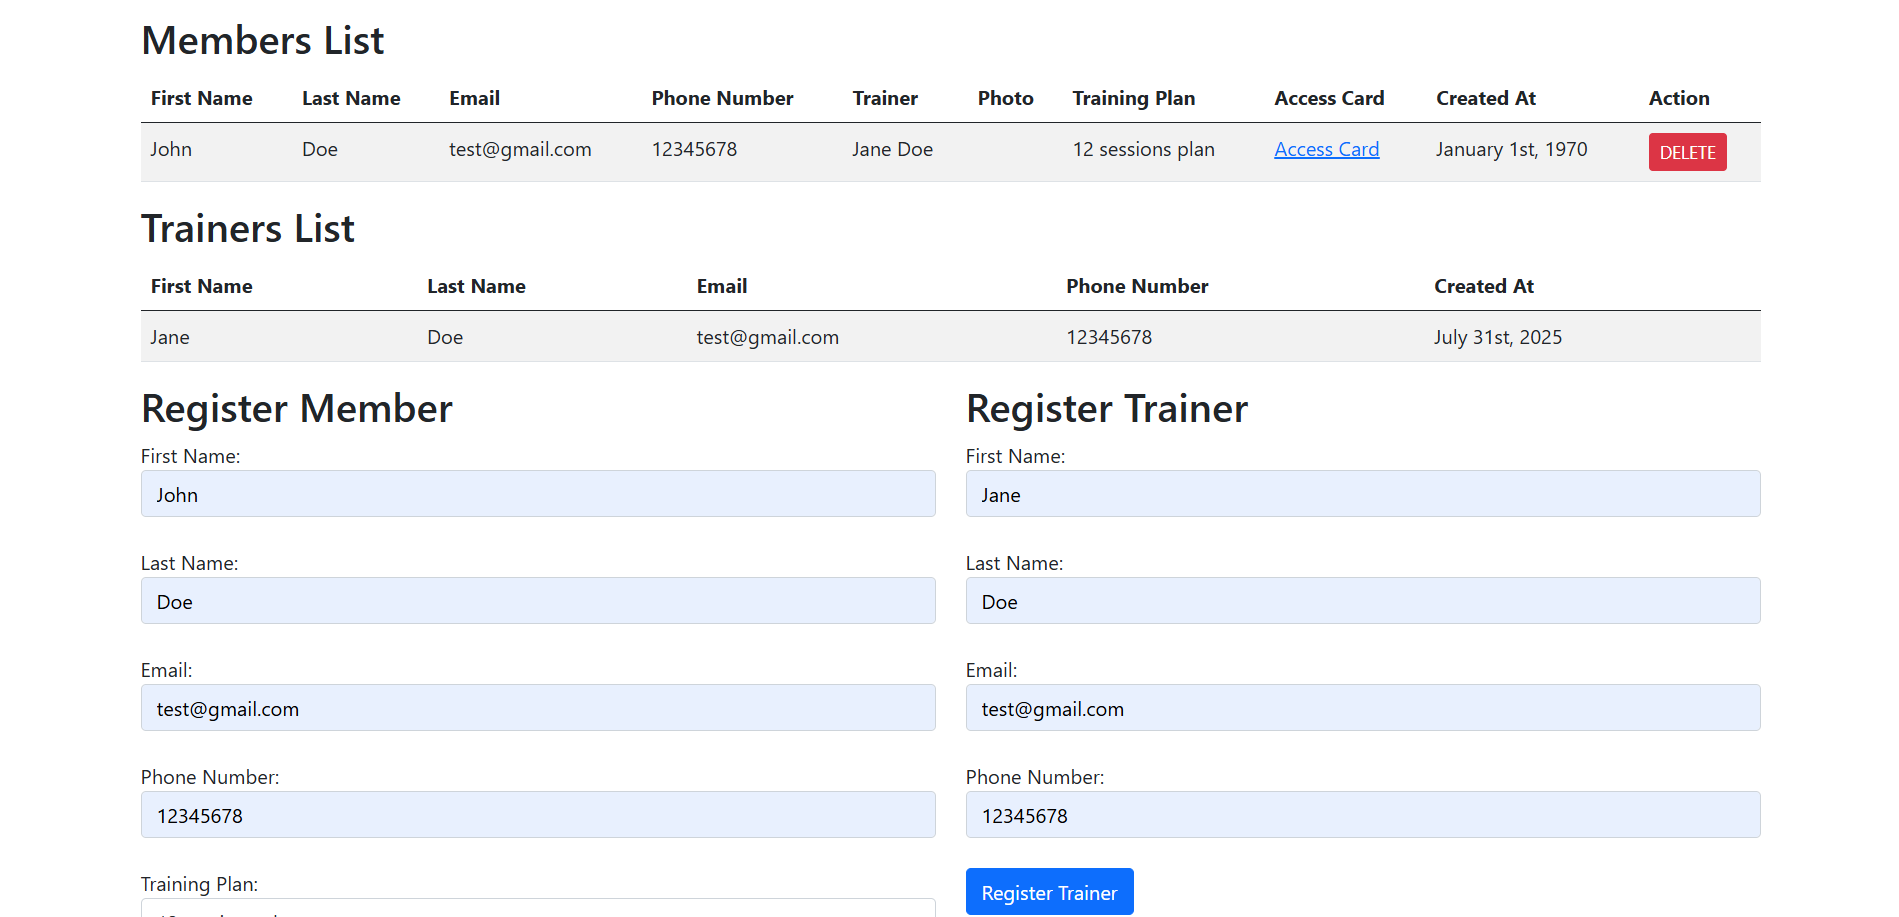 Members List
First Name Last Name Email Phone Number Trainer Photo Training Plan Access Card Created At Action
John Doe test@gmail.com 12345678 Jane Doe 12 sessions plan Access Card January 1st, 1970 DELETE
Trainers List
First Name Last Name Email Phone Number Created At
Jane Doe test@gmail.com 12345678 July 31st, 2025
Register Member
First Name:
John
Last Name:
Doe
Email:
test@gmail.com
Phone Number:
12345678
Training Plan:
Register Trainer
First Name:
Jane
Last Name:
Doe
Email:
test@gmail.com
Phone Number:
12345678
Register Trainer